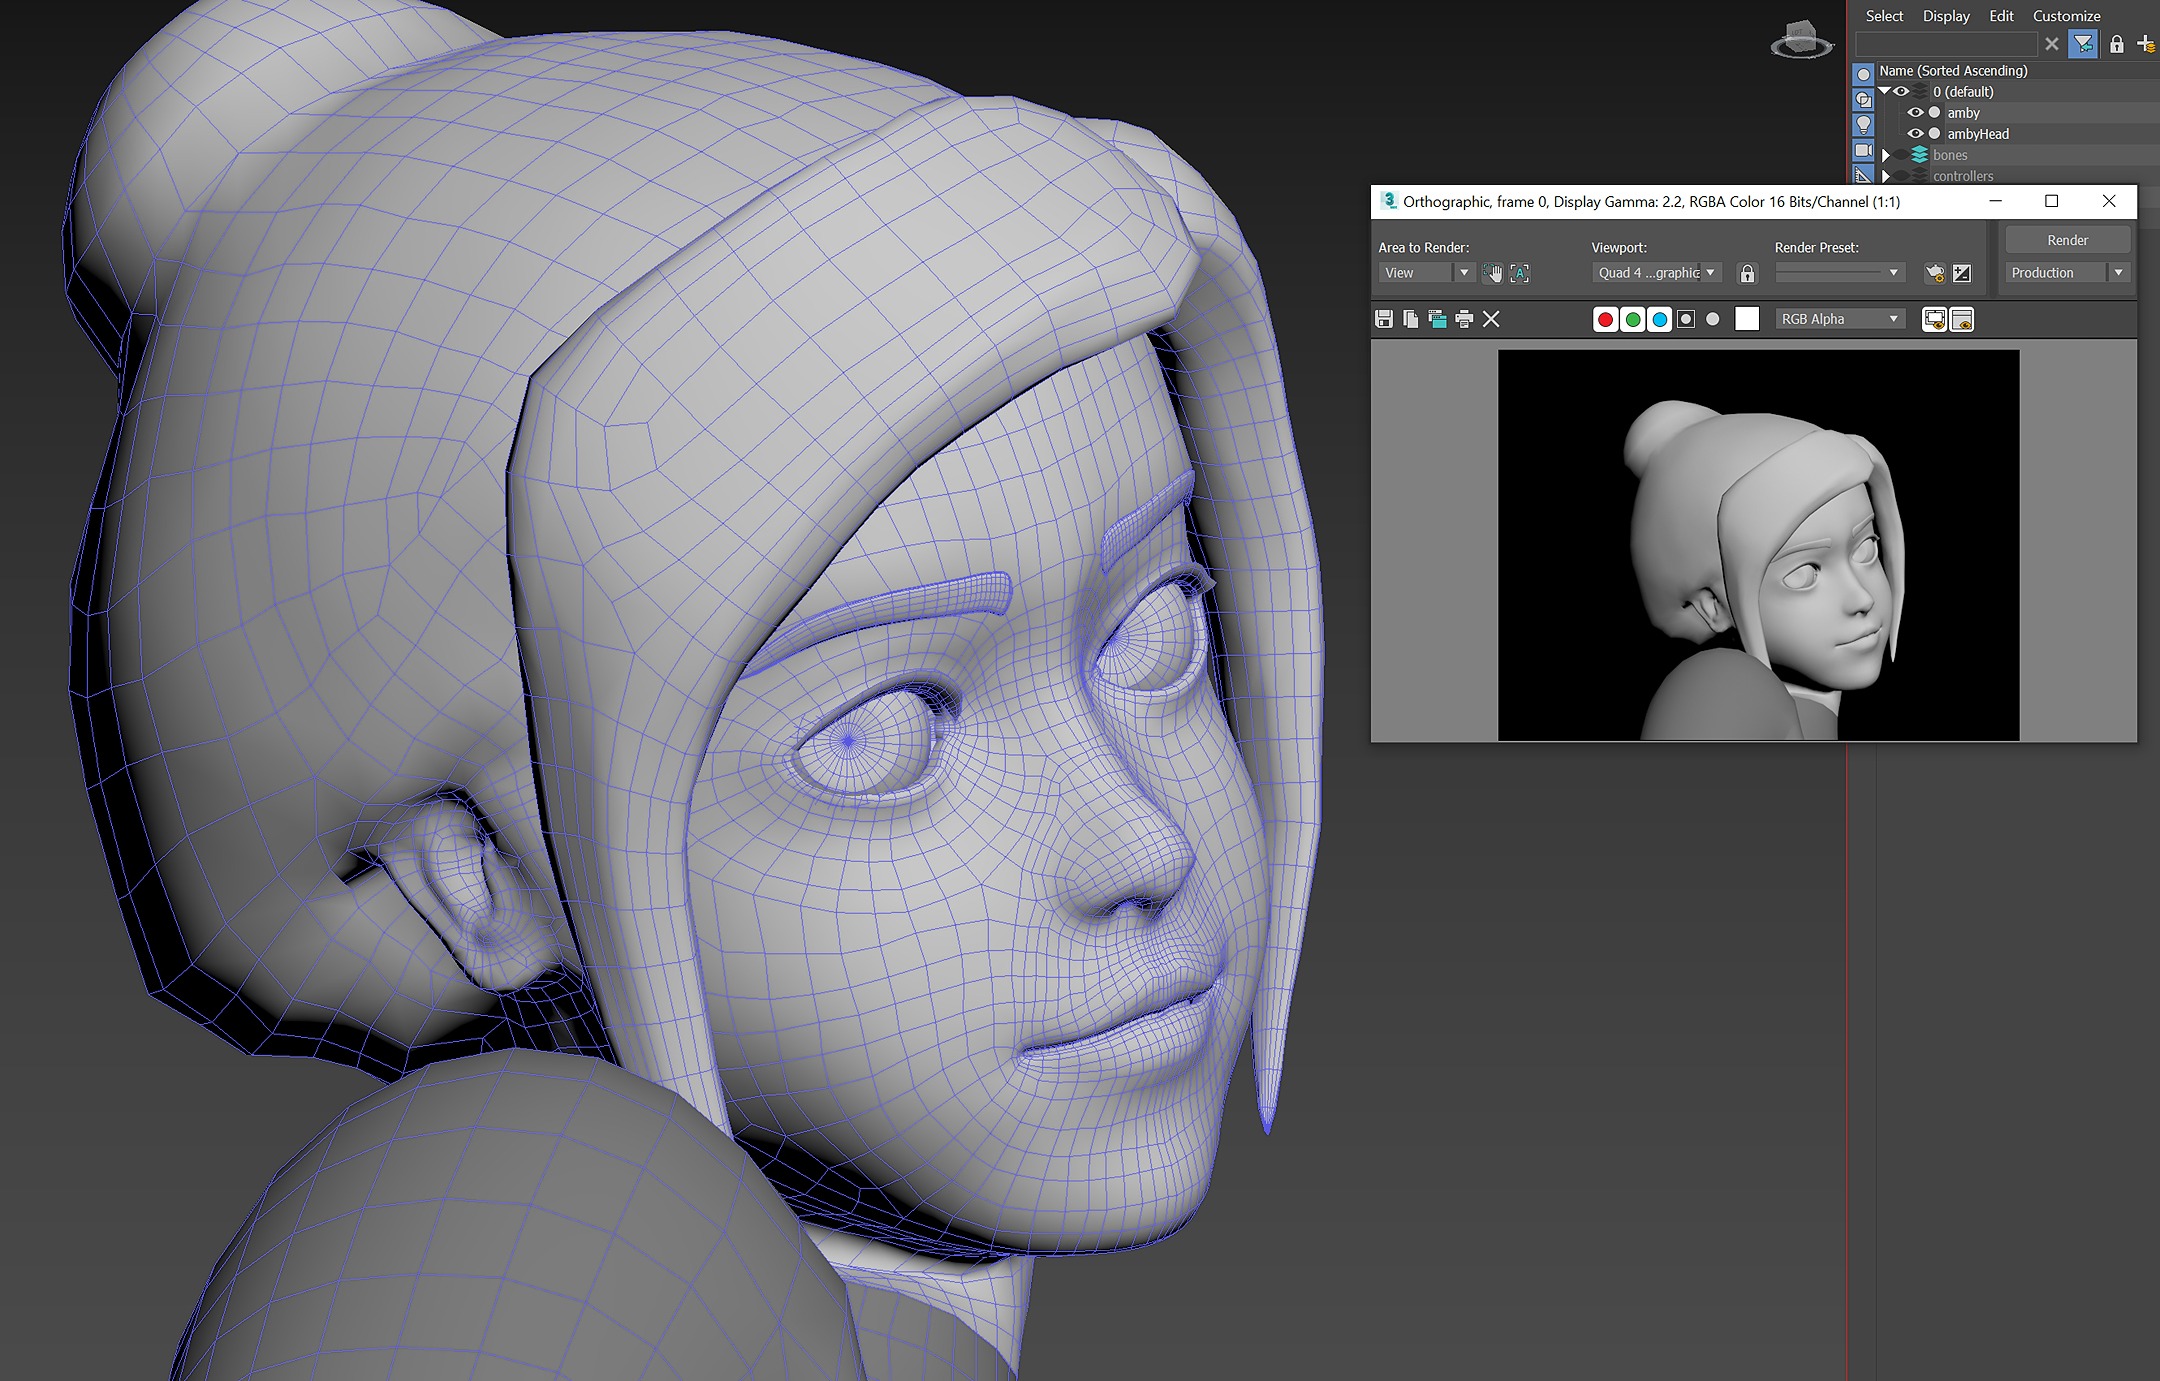 Select Display Edit Customize
Name (Sorted Ascending)
0 (default)
amby
ambyHead
bones
controllers
3 Orthographic, frame 0, Display Gamma: 2.2, RGBA Color 16 Bits/Channel (1:1)
Area to Render: Viewport: Render Preset: Render
View A Quad 4 ...graphic Production
RGB Alpha